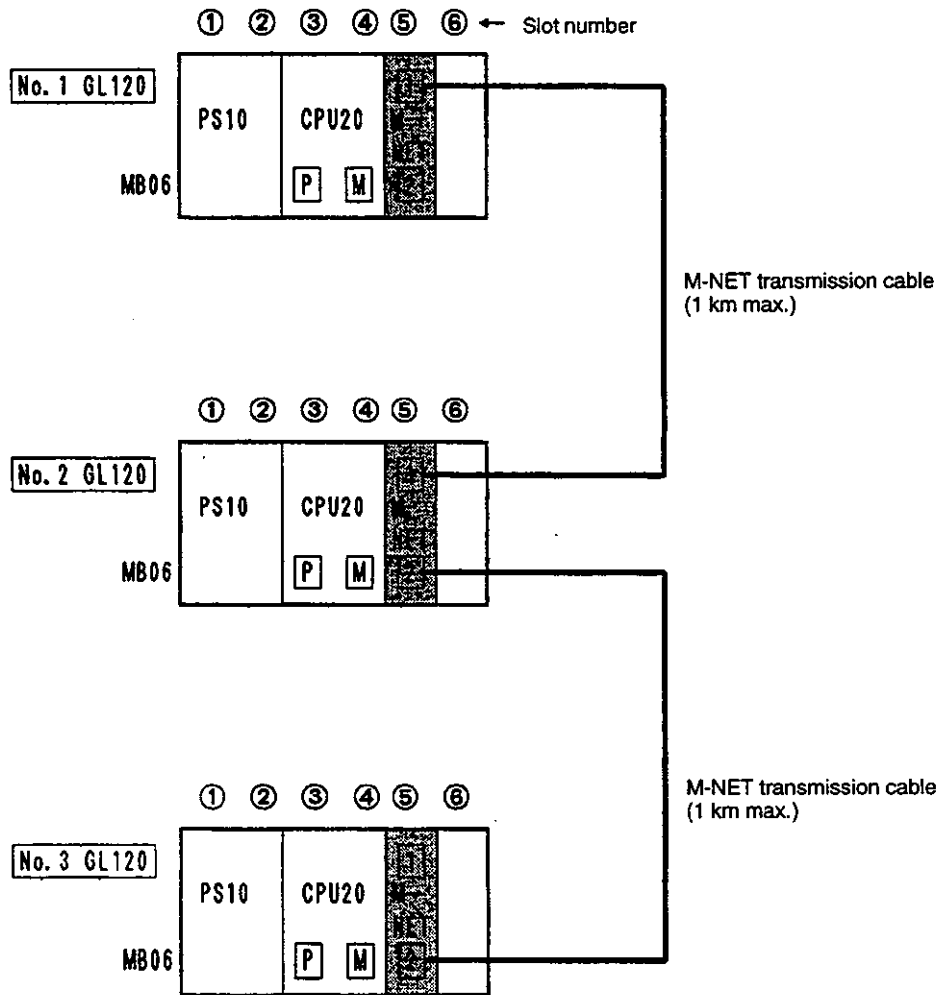 ① ② ③ ④ ⑤ ⑥ ← Slot number
No. 1 GL120
PS10 CPU20
MB06 P M
M-NET transmission cable
(1 km max.)
① ② ③ ④ ⑤ ⑥
No. 2 GL120
PS10 CPU20
MB06 P M
M-NET transmission cable
(1 km max.)
① ② ③ ④ ⑤ ⑥
No. 3 GL120
PS10 CPU20
NET
MB06 P M